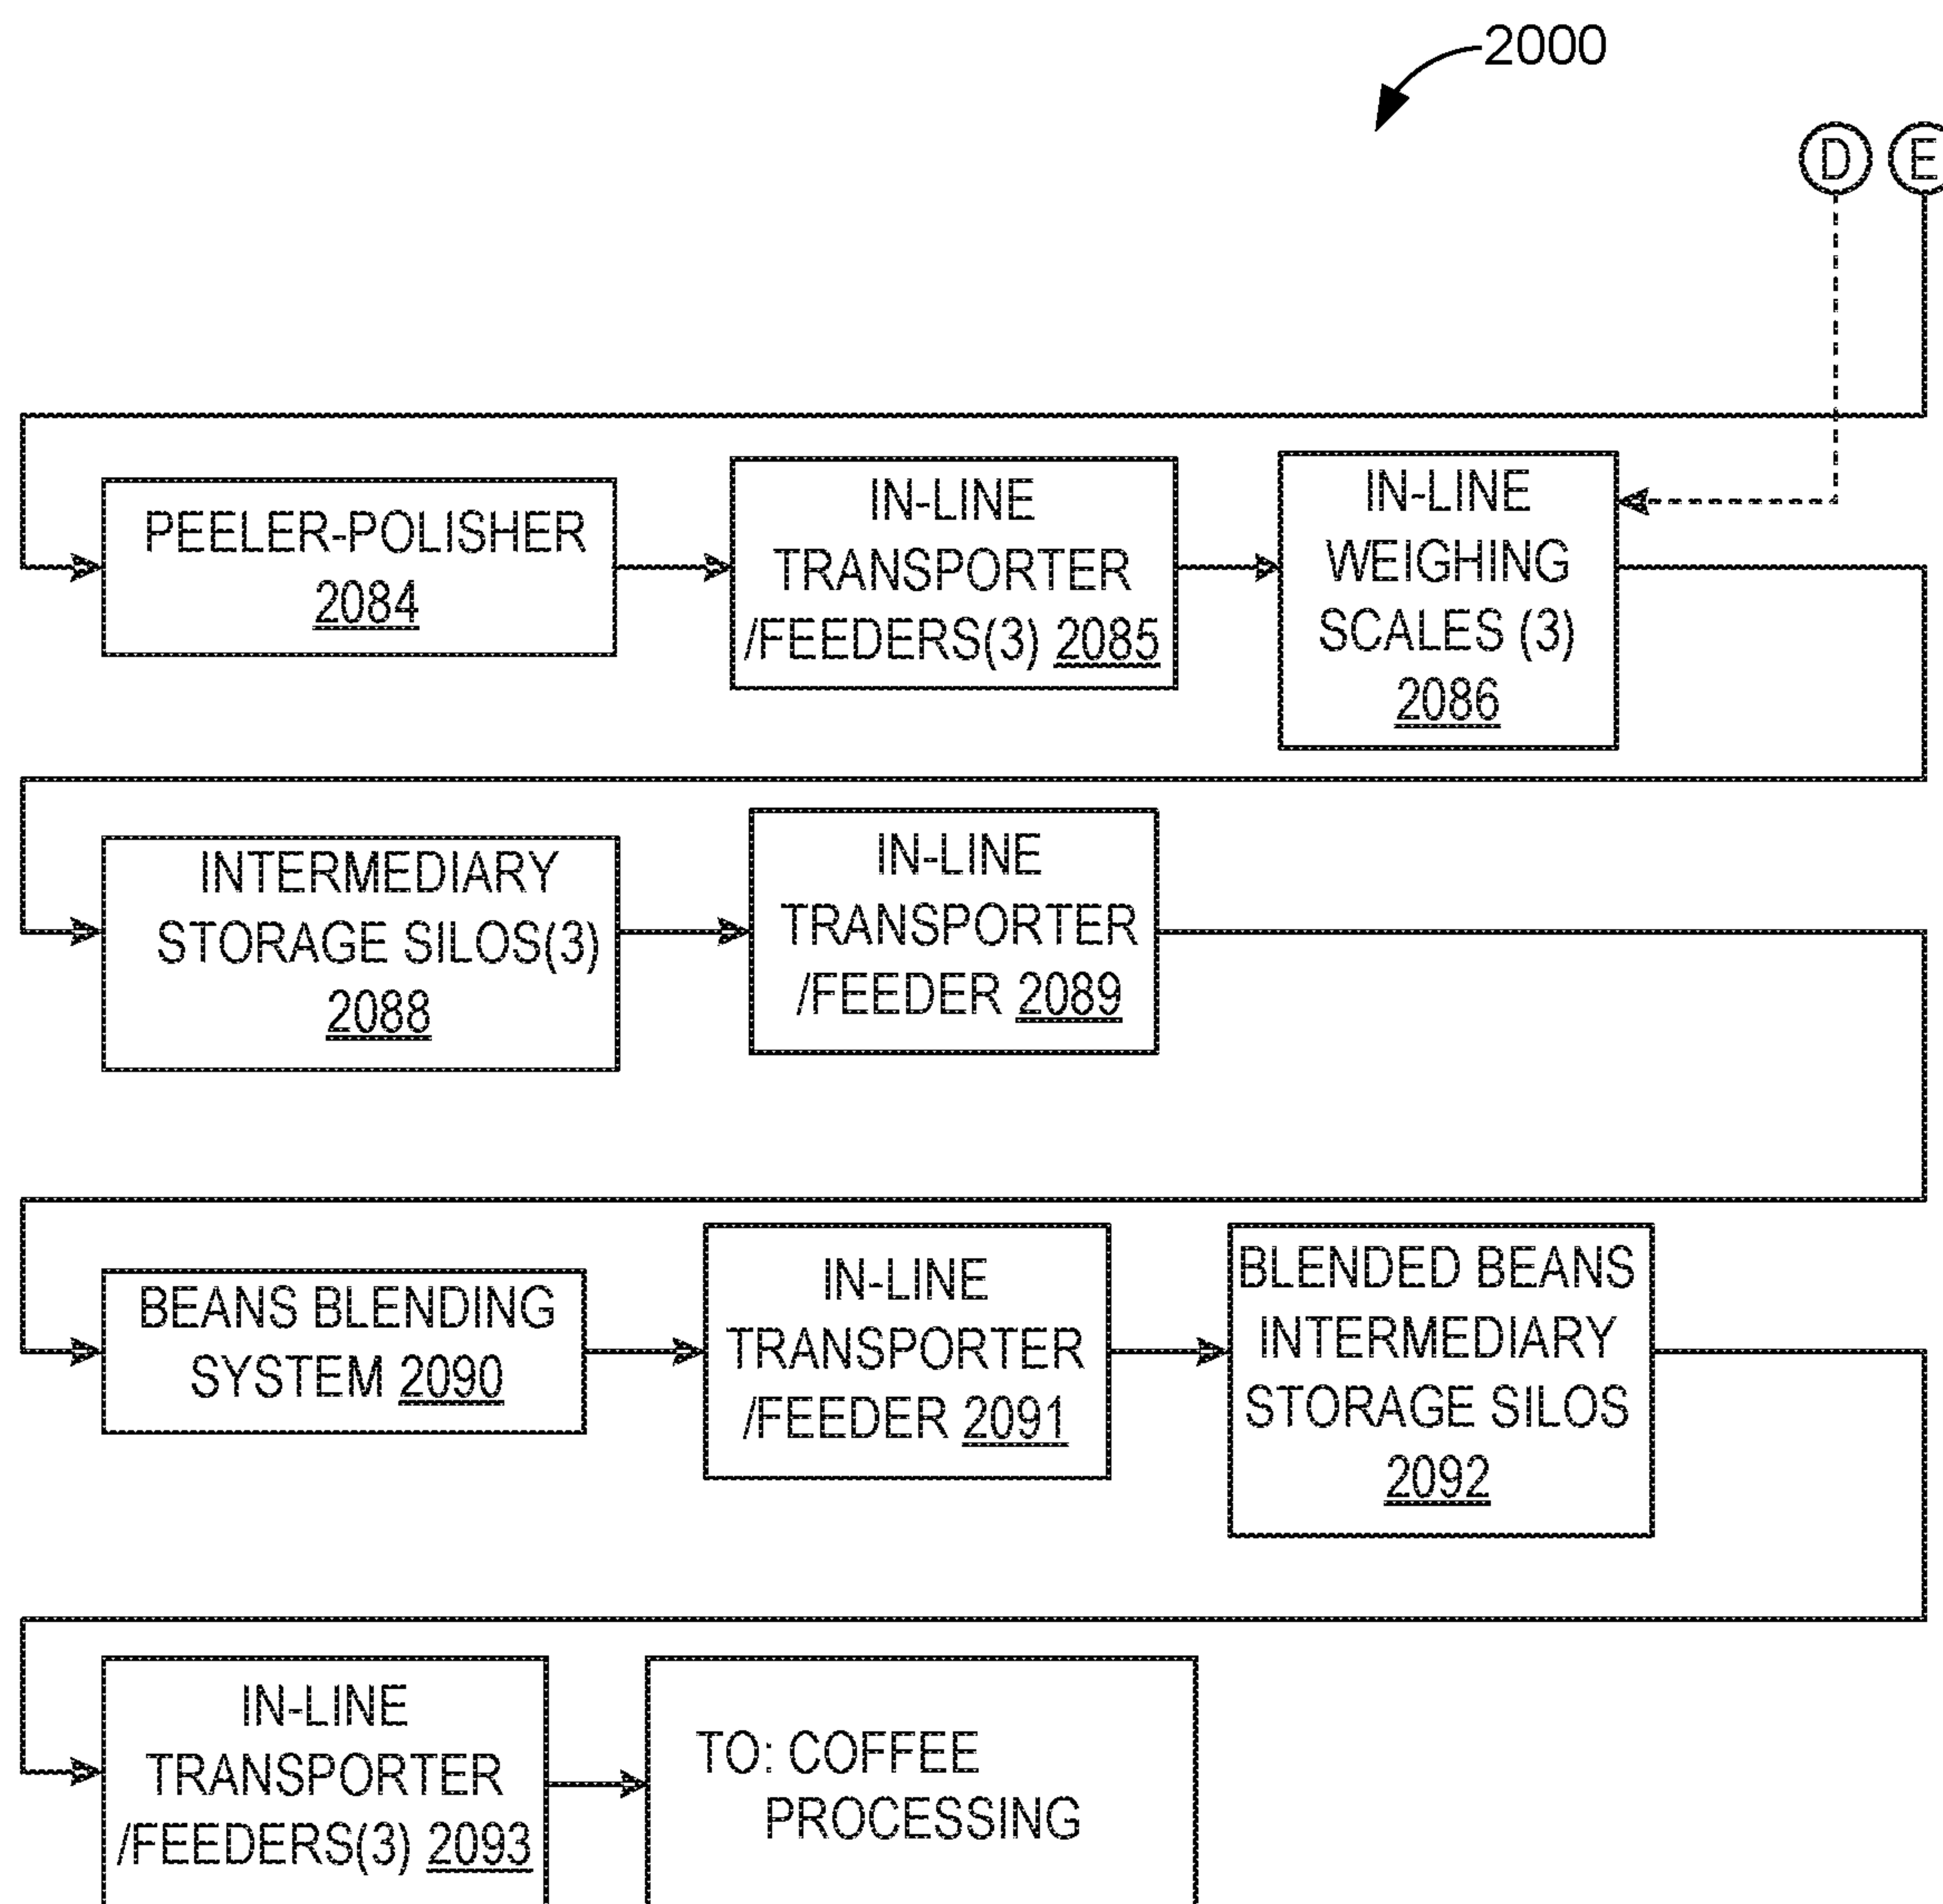 2000
D E
PEELER-POLISHER
2084
IN-LINE
TRANSPORTER
/FEEDERS(3) 2085
IN-LINE
WEIGHING
SCALES (3)
2086
INTERMEDIARY
STORAGE SILOS(3)
2088
IN-LINE
TRANSPORTER
/FEEDER 2089
BEANS BLENDING
SYSTEM 2090
IN-LINE
TRANSPORTER
/FEEDER 2091
BLENDED BEANS
INTERMEDIARY
STORAGE SILOS
2092
IN-LINE
TRANSPORTER
/FEEDERS(3) 2093
TO: COFFEE
PROCESSING